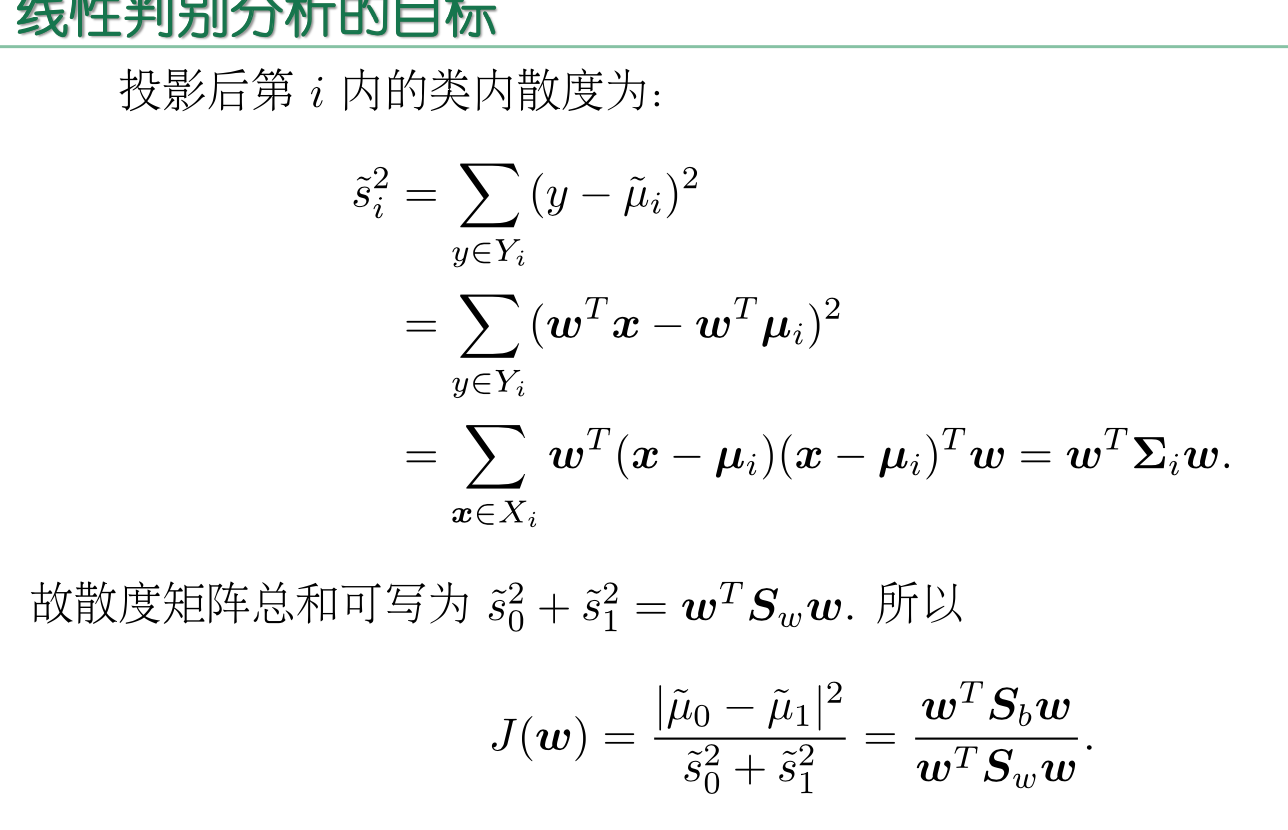 线性判别分析的目标
投影后第 i 内的类内散度为:
$\tilde{s}_i^2 = \sum_{y \in Y_i} (y - \tilde{\mu}_i)^2$
$= \sum_{y \in Y_i} (\boldsymbol{w}^T \boldsymbol{x} - \boldsymbol{w}^T \boldsymbol{\mu}_i)^2$
$= \sum_{\boldsymbol{x} \in X_i} \boldsymbol{w}^T (\boldsymbol{x} - \boldsymbol{\mu}_i)(\boldsymbol{x} - \boldsymbol{\mu}_i)^T \boldsymbol{w} = \boldsymbol{w}^T \boldsymbol{\Sigma}_i \boldsymbol{w}.$
故散度矩阵总和可写为 $\tilde{s}_0^2 + \tilde{s}_1^2 = \boldsymbol{w}^T \boldsymbol{S}_w \boldsymbol{w}.$ 所以
$J(\boldsymbol{w}) = \frac{|\tilde{\mu}_0 - \tilde{\mu}_1|^2}{\tilde{s}_0^2 + \tilde{s}_1^2} = \frac{\boldsymbol{w}^T \boldsymbol{S}_b \boldsymbol{w}}{\boldsymbol{w}^T \boldsymbol{S}_w \boldsymbol{w}}.$